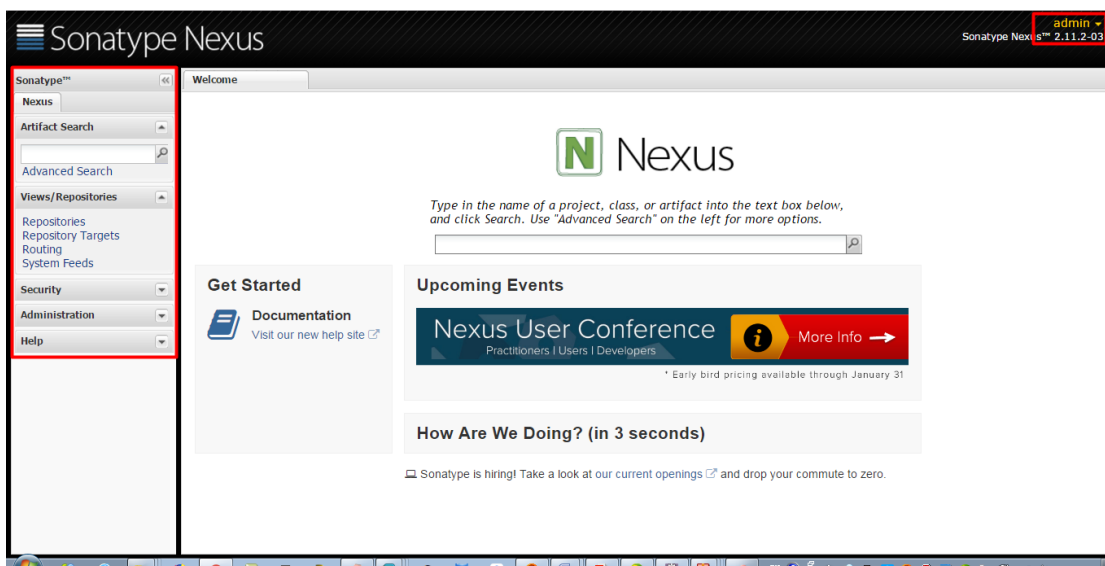 Sonatype Nexus
admin
Sonatype Nexus™ 2.11.2-03
Sonatype™
Nexus
Artifact Search
Advanced Search
Views/Repositories
Repositories
Repository Targets
Routing
System Feeds
Security
Administration
Help
Welcome
N Nexus
Type in the name of a project, class, or artifact into the text box below,
and click Search. Use "Advanced Search" on the left for more options.
Get Started
Documentation
Visit our new help site
Upcoming Events
Nexus User Conference
Practitioners I Users I Developers
i
More Info
* Early bird pricing available through January 31
How Are We Doing? (in 3 seconds)
Sonatype is hiring! Take a look at our current openings and drop your commute to zero.